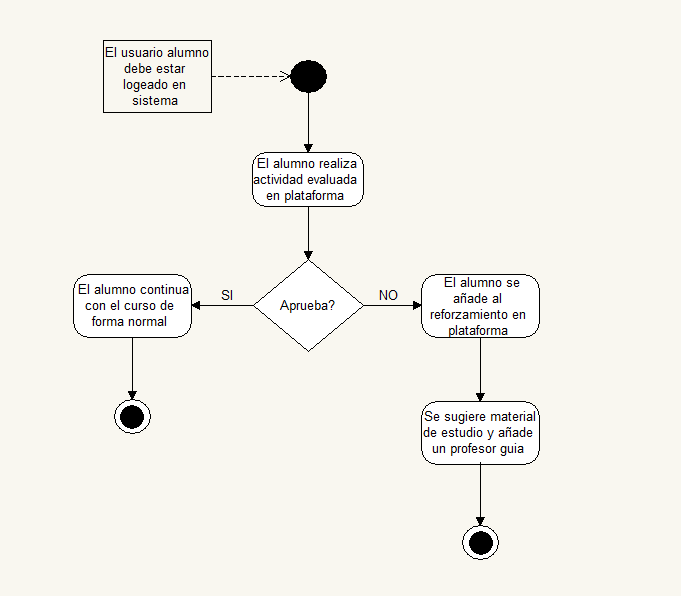 El usuario alumno
debe estar
logeado en
sistema
El alumno realiza
actividad evaluada
en plataforma
Aprueba?
SI
NO
El alumno continua
con el curso de
forma normal
El alumno se
añade al
reforzamiento en
plataforma
Se sugiere material
de estudio y añade
un profesor guia